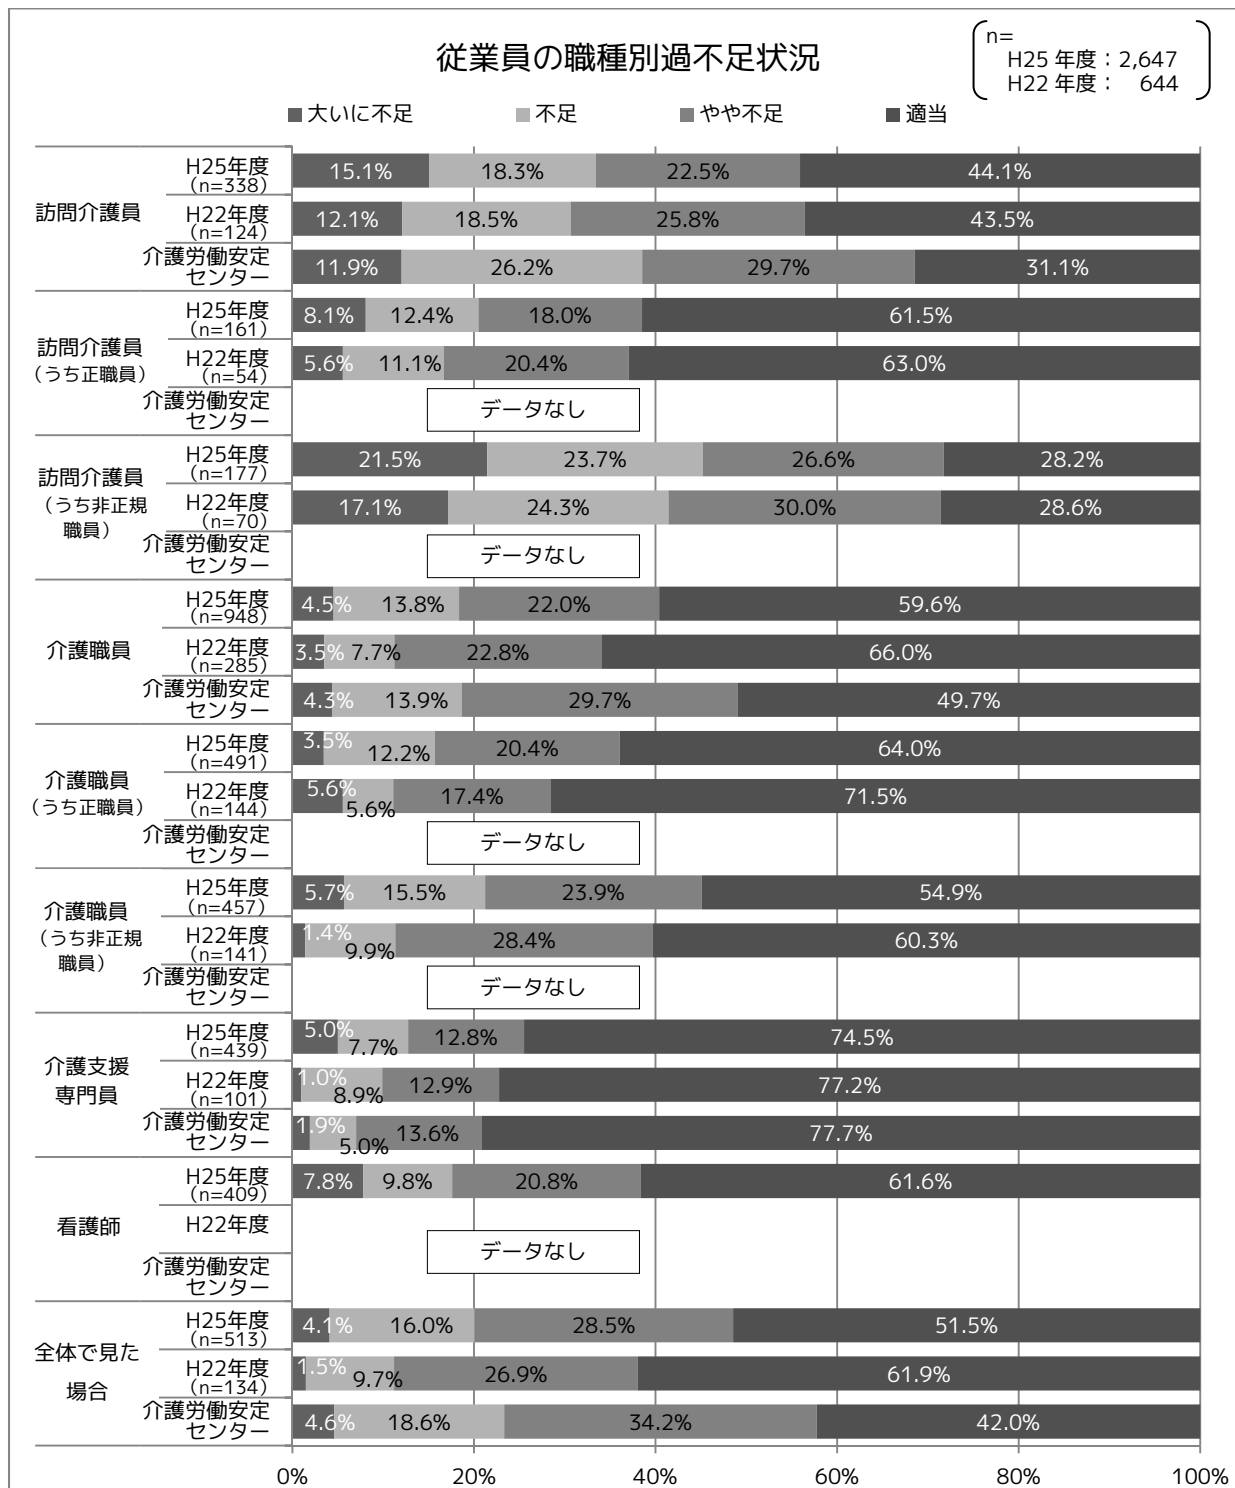 従業員の職種別過不足状況
n=
H25 年度：2,647
H22 年度： 644
■大いに不足 ■不足 ■やや不足 ■適当
訪問介護員
H25年度
（n=338）
15.1% 18.3% 22.5% 44.1%
H22年度
（n=124）
12.1% 18.5% 25.8% 43.5%
介護労働安定
センター
11.9% 26.2% 29.7% 31.1%
訪問介護員
（うち正職員）
H25年度
（n=161）
8.1% 12.4% 18.0% 61.5%
H22年度
（n=54）
5.6% 11.1% 20.4% 63.0%
介護労働安定
センター
データなし
訪問介護員
（うち非正規
職員）
H25年度
（n=177）
21.5% 23.7% 26.6% 28.2%
H22年度
（n=70）
17.1% 24.3% 30.0% 28.6%
介護労働安定
センター
データなし
介護職員
H25年度
（n=948）
4.5% 13.8% 22.0% 59.6%
H22年度
（n=285）
3.5% 7.7% 22.8% 66.0%
介護労働安定
センター
4.3% 13.9% 29.7% 49.7%
介護職員
（うち正職員）
H25年度
（n=491）
3.5% 12.2% 20.4% 64.0%
H22年度
（n=144）
5.6% 5.6% 17.4% 71.5%
介護労働安定
センター
データなし
介護職員
（うち非正規
職員）
H25年度
（n=457）
5.7% 15.5% 23.9% 54.9%
H22年度
（n=141）
1.4% 9.9% 28.4% 60.3%
介護労働安定
センター
データなし
介護支援
専門員
H25年度
（n=439）
5.0% 7.7% 12.8% 74.5%
H22年度
（n=101）
1.0% 8.9% 12.9% 77.2%
介護労働安定
センター
1.9% 5.0% 13.6% 77.7%
看護師
H25年度
（n=409）
7.8% 9.8% 20.8% 61.6%
H22年度
介護労働安定
センター
データなし
全体で見た
場合
H25年度
（n=513）
4.1% 16.0% 28.5% 51.5%
H22年度
（n=134）
1.5% 9.7% 26.9% 61.9%
介護労働安定
センター
4.6% 18.6% 34.2% 42.0%
0% 20% 40% 60% 80% 100%